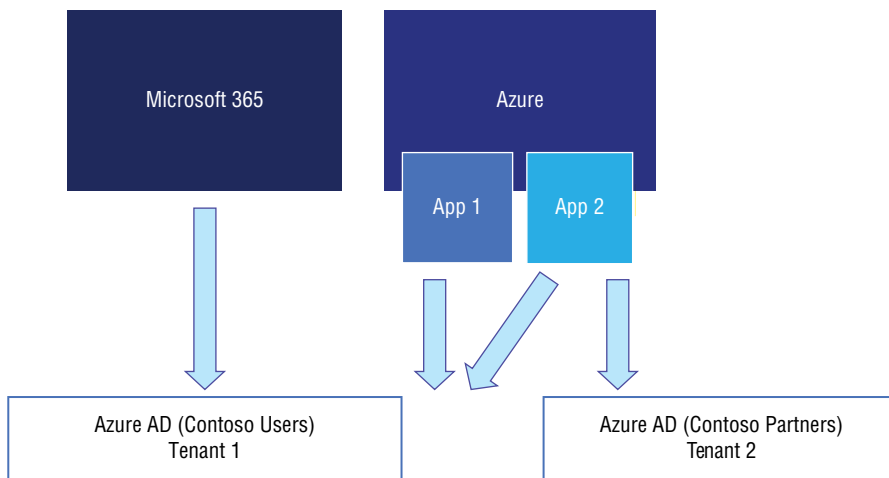 Microsoft 365
Azure
App 1
App 2
Azure AD (Contoso Users)
Tenant 1
Azure AD (Contoso Partners)
Tenant 2